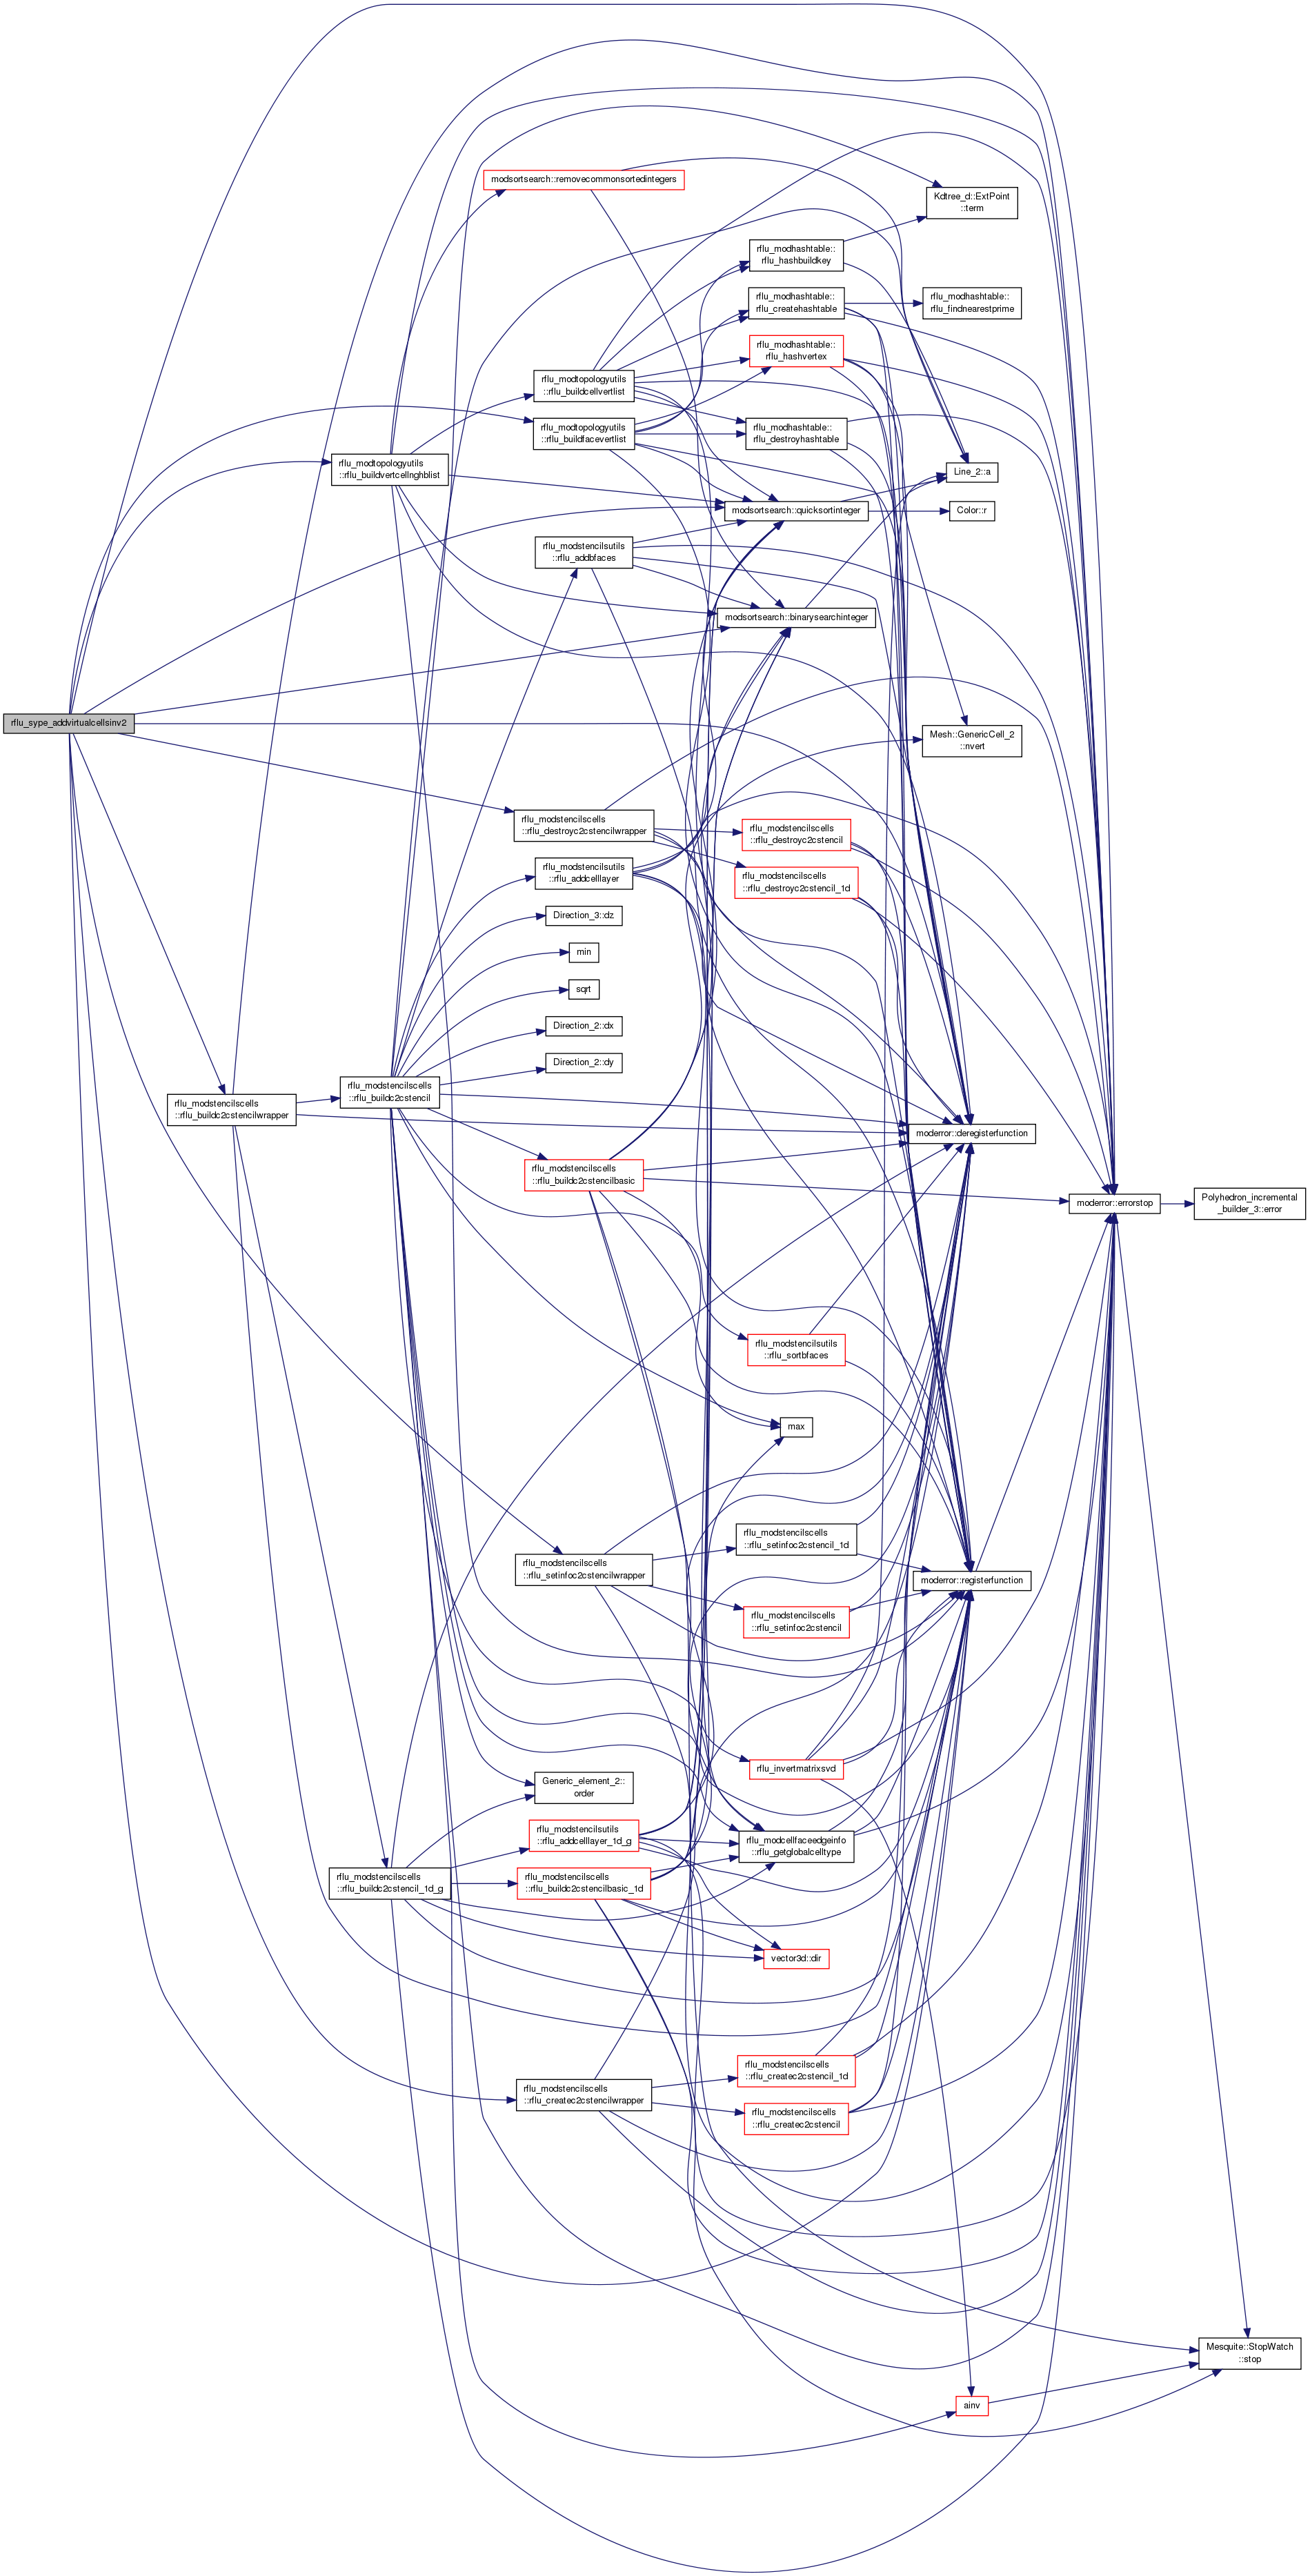 modsortsearch::removecommonsortedintegers
Kdtree_d::ExtPoint
::term
rflu_modhashtable::
rflu_hashbuildkey
rflu_modhashtable::
rflu_createhashtable
rflu_modhashtable::
rflu_findnearestprime
rflu_modhashtable::
rflu_hashvertex
rflu_modtopologyutils
::rflu_buildcellvertlist
rflu_modtopologyutils
::rflu_buildfacevertlist
rflu_modhashtable::
rflu_destroyhashtable
rflu_modtopologyutils
::rflu_buildvertcellnghblist
Line_2::a
modsortsearch::quicksortinteger
Color::r
rflu_modstencilsutils
::rflu_addbfaces
modsortsearch::binarysearchinteger
rflu_sype_addvirtualcellsinv2
Mesh::GenericCell_2
::nvert
rflu_modstencilscells
::rflu_destroyc2cstencilwrapper
rflu_modstencilscells
::rflu_destroyc2cstencil
rflu_modstencilsutils
::rflu_addcelllayer
rflu_modstencilscells
::rflu_destroyc2cstencil_1d
Direction_3::dz
min
sqrt
Direction_2::dx
Direction_2::dy
rflu_modstencilscells
::rflu_buildc2cstencil
rflu_modstencilscells
::rflu_buildc2cstencilwrapper
moderror::deregisterfunction
rflu_modstencilscells
::rflu_buildc2cstencilbasic
moderror::errorstop
Polyhedron_incremental
_builder_3::error
rflu_modstencilsutils
::rflu_sortbfaces
max
rflu_modstencilscells
::rflu_setinfoc2cstencil_1d
rflu_modstencilscells
::rflu_setinfoc2cstencilwrapper
moderror::registerfunction
rflu_modstencilscells
::rflu_setinfoc2cstencil
rflu_invertmatrixsvd
Generic_element_2::
order
rflu_modstencilsutils
::rflu_addcelllayer_1d_g
rflu_modcellfaceedgeinfo
::rflu_getglobalcelltype
rflu_modstencilscells
::rflu_buildc2cstencil_1d_g
rflu_modstencilscells
::rflu_buildc2cstencilbasic_1d
vector3d::dir
rflu_modstencilscells
::rflu_createc2cstencil_1d
rflu_modstencilscells
::rflu_createc2cstencilwrapper
rflu_modstencilscells
::rflu_createc2cstencil
Mesquite::StopWatch
::stop
ainv